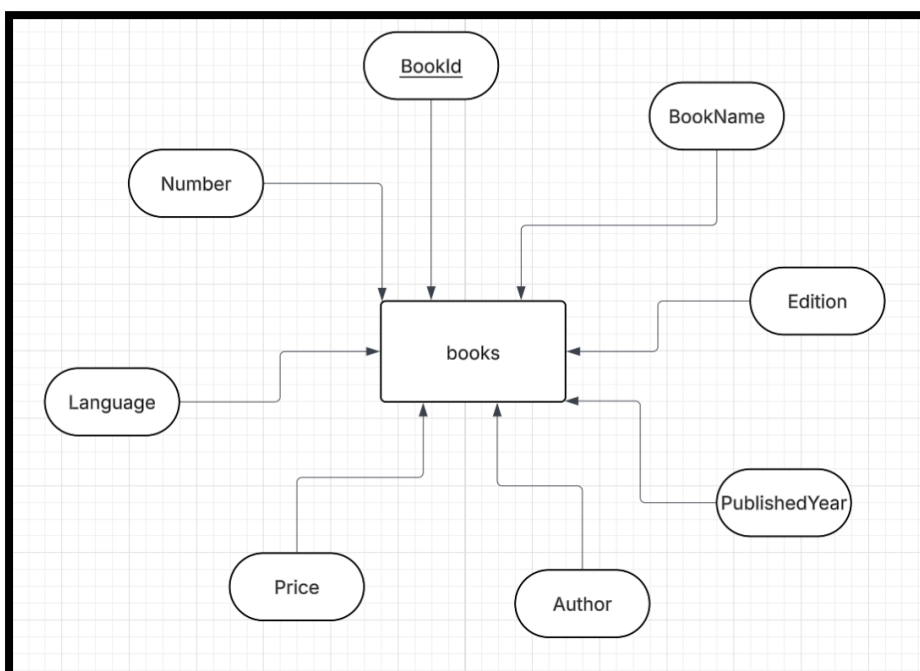 BookId
BookName
Number
Edition
books
Language
PublishedYear
Price
Author